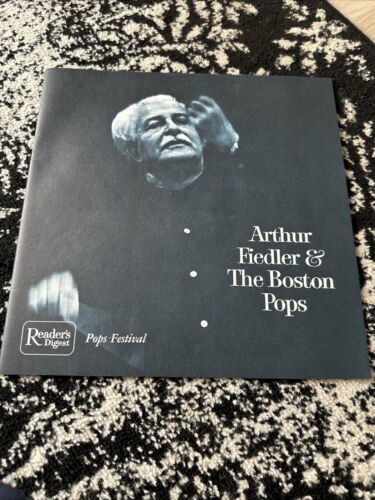 Arthur
Fiedler &
The Boston
Pops
Reader's
Digest
Pops Festival